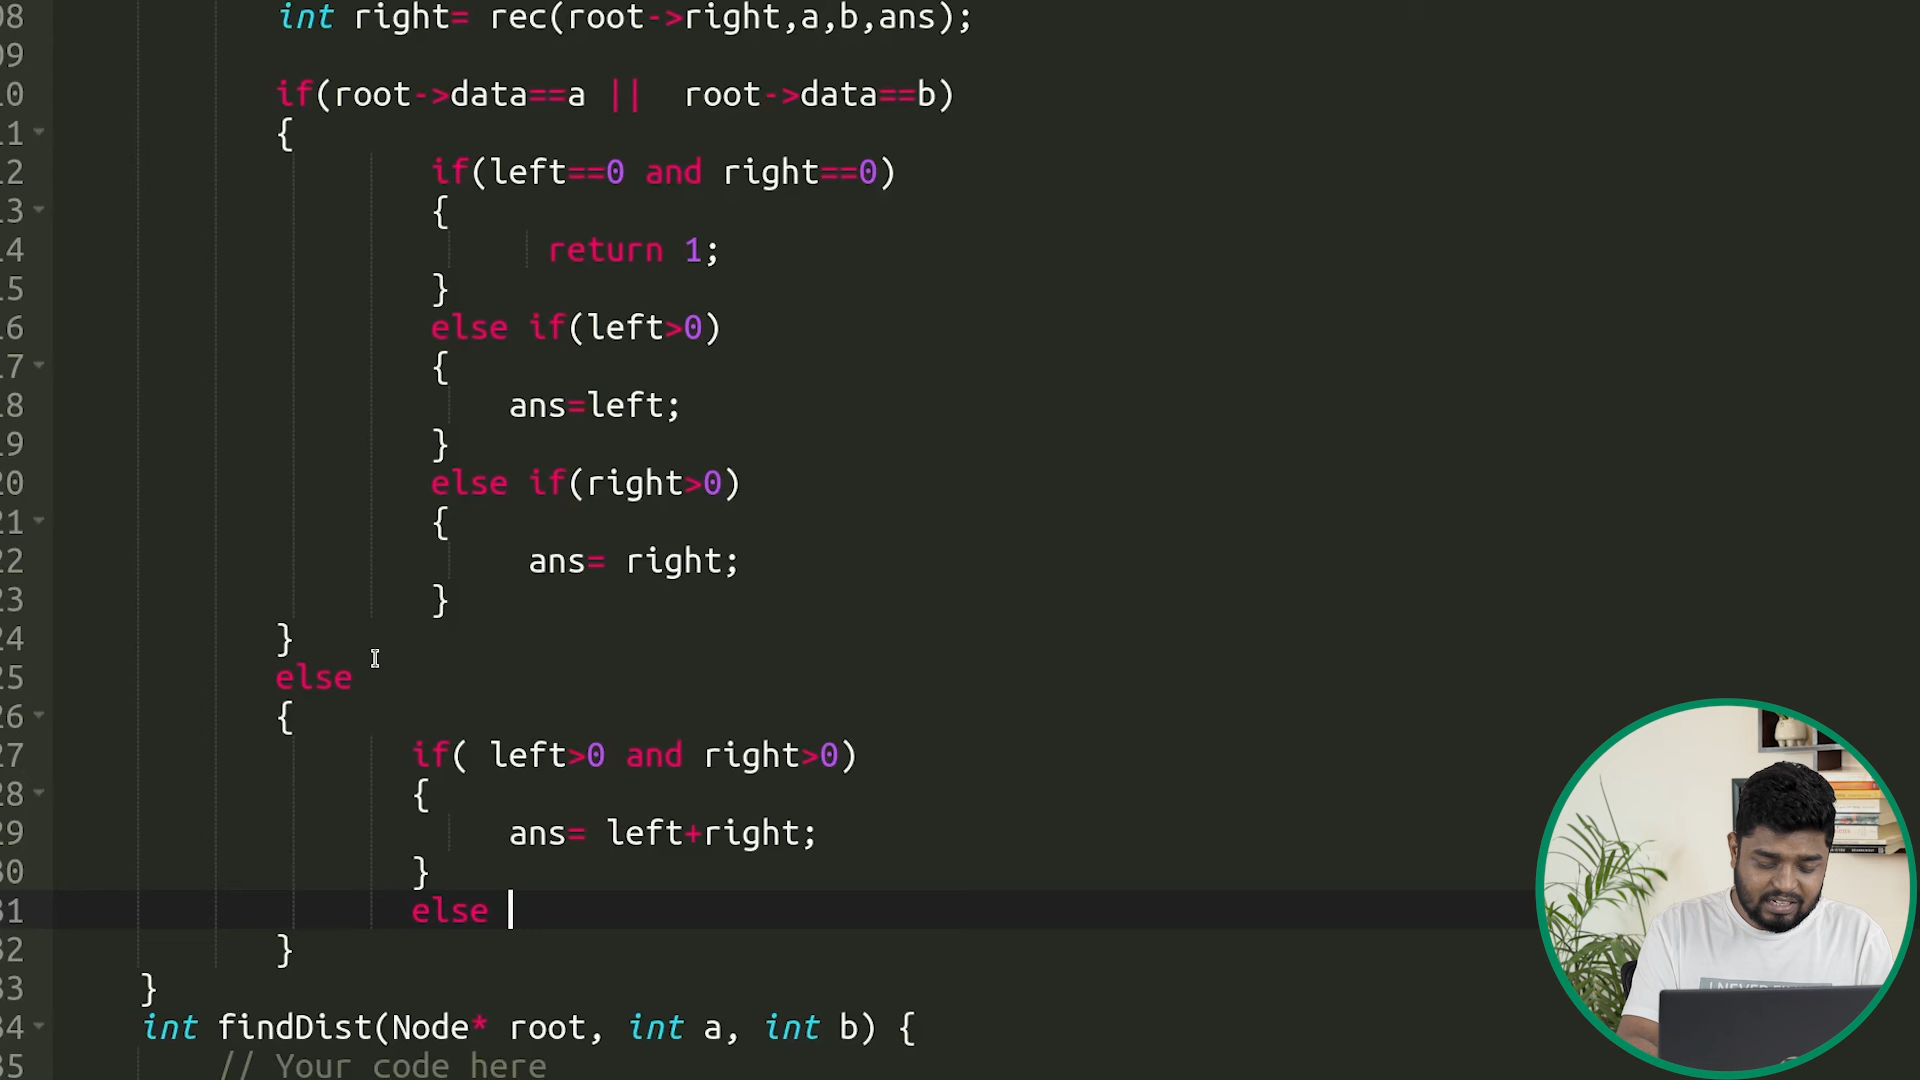 08 int right= rec(root->right,a,b,ans);
09
10 if(root->data==a || root->data==b)
11 {
12 if(left==0 and right==0)
13 {
14 return 1;
15 }
16 else if(left>0)
17 {
18 ans=left;
19 }
20 else if(right>0)
21 {
22 ans= right;
23 }
24 }
25 else
26 {
27 if( left>0 and right>0)
28 {
29 ans= left+right;
30 }
31 else
32 }
33 }
34 int findDist(Node* root, int a, int b) {
35 // Your code here
I NEVER